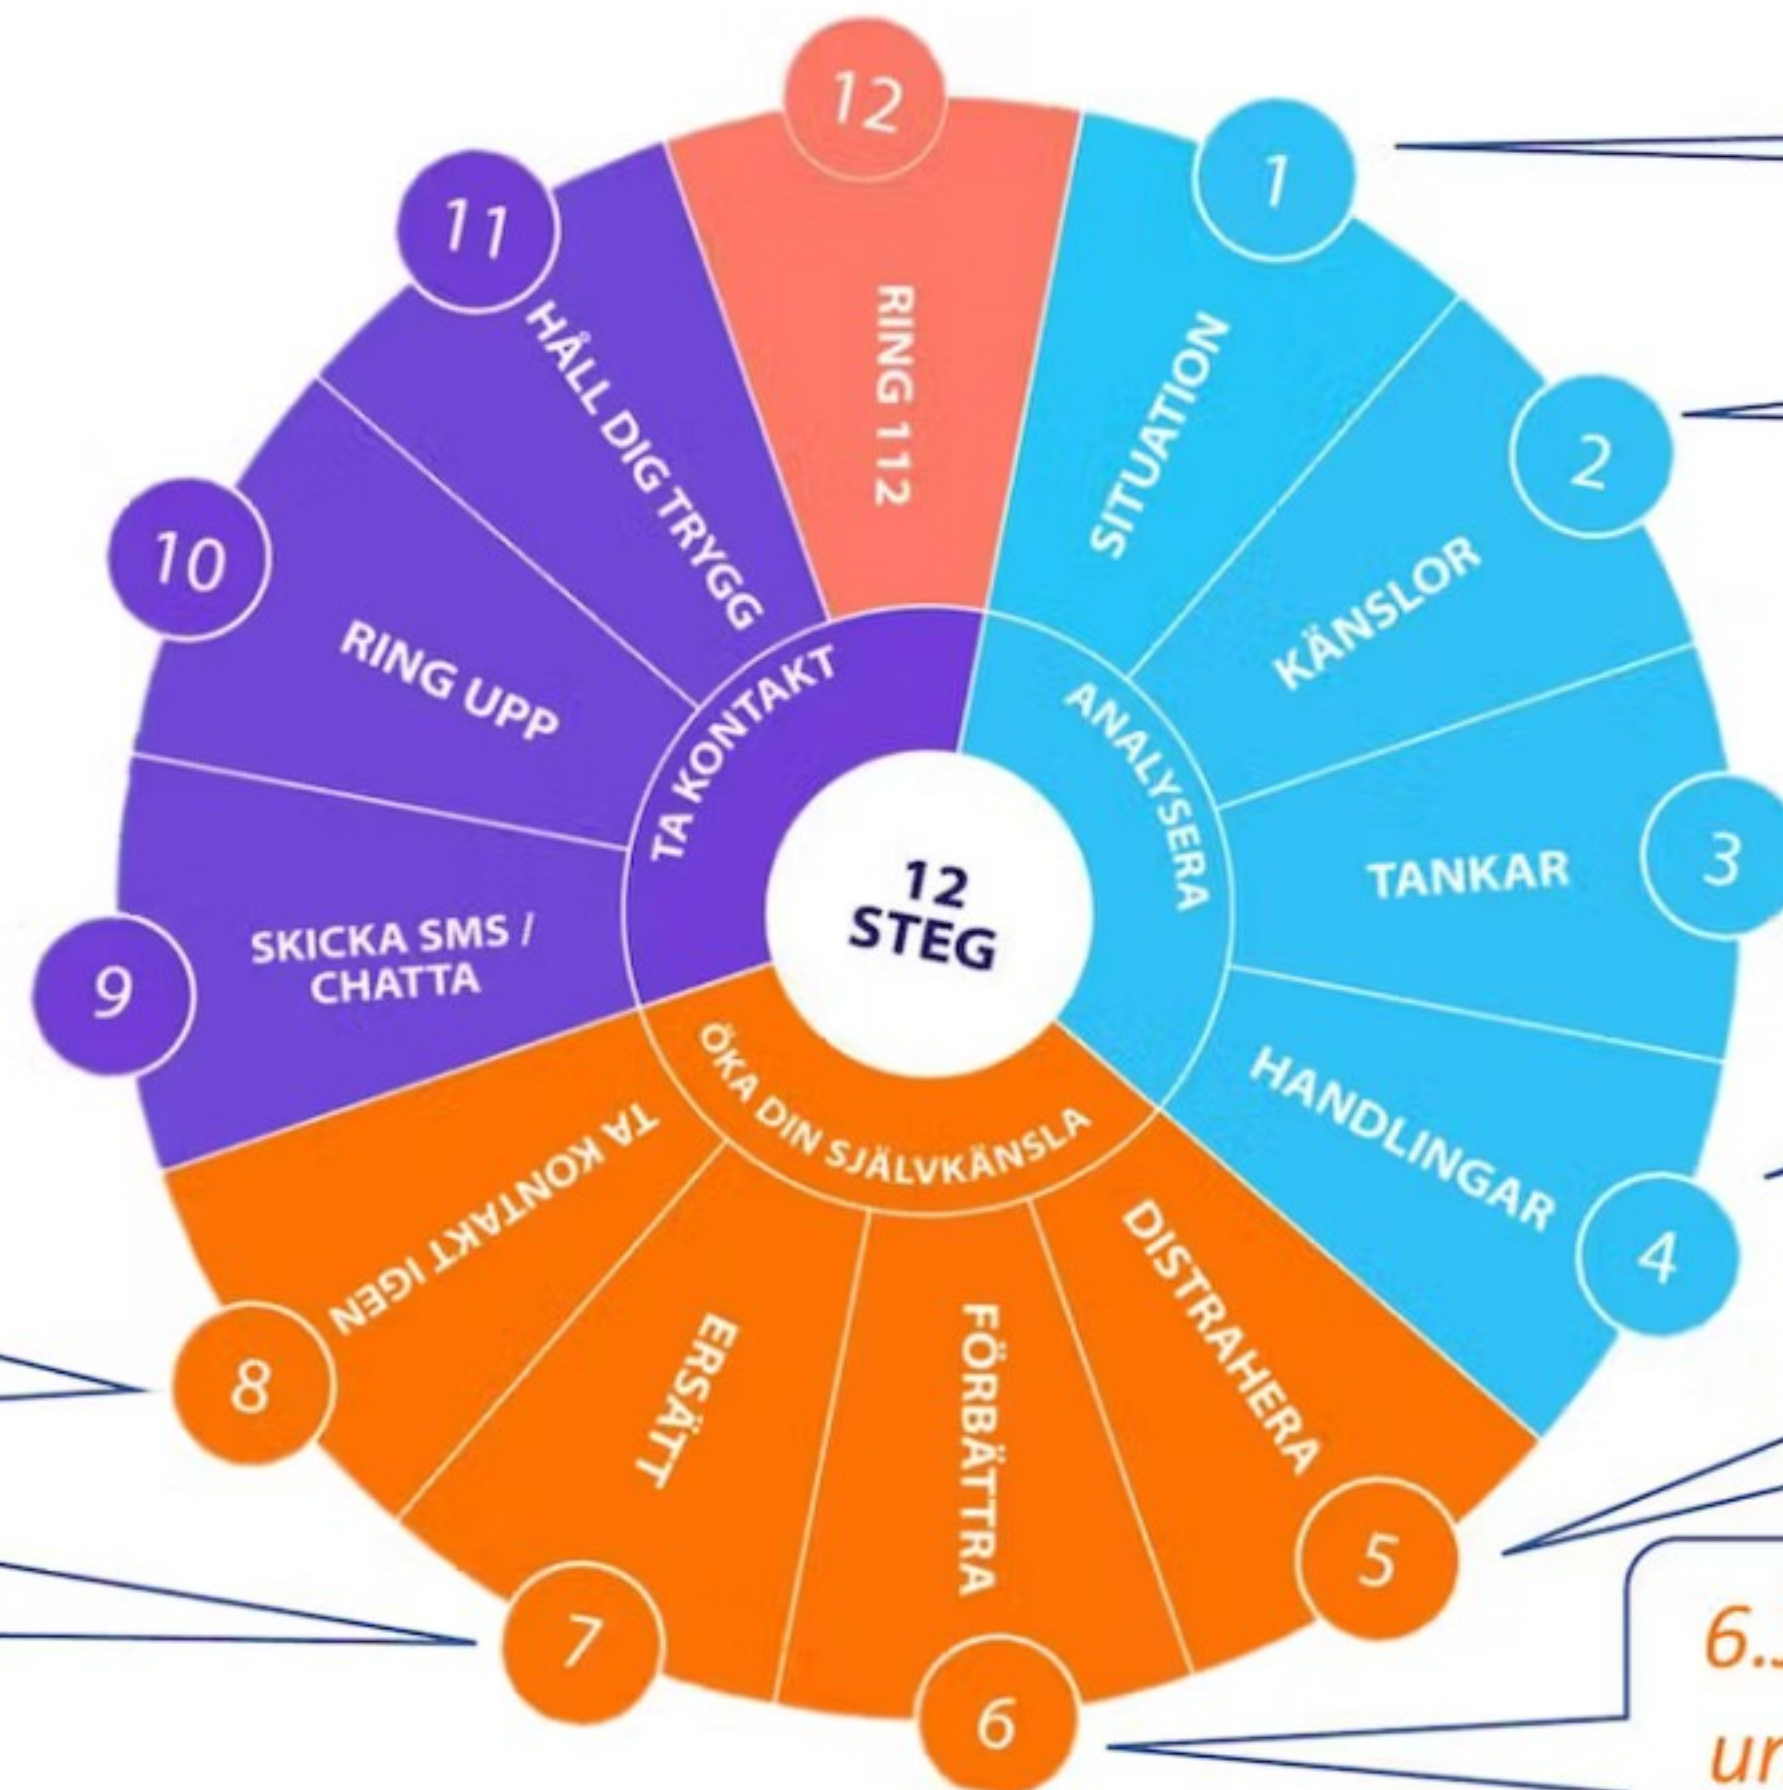 12
STEG
ANALYSERA
1
SITUATION
2
KÄNSLOR
3
TANKAR
4
HANDLINGAR
ÖKA DIN SJÄLVKÄNSLA
5
DISTRAHERA
6
FÖRBÄTTRA
7
ERSÄTT
8
TA KONTAKT IGEN
TA KONTAKT
9
SKICKA SMS /
CHATTA
10
RING UPP
11
HÅLL DIG TRYGG
12
RING 112
6.